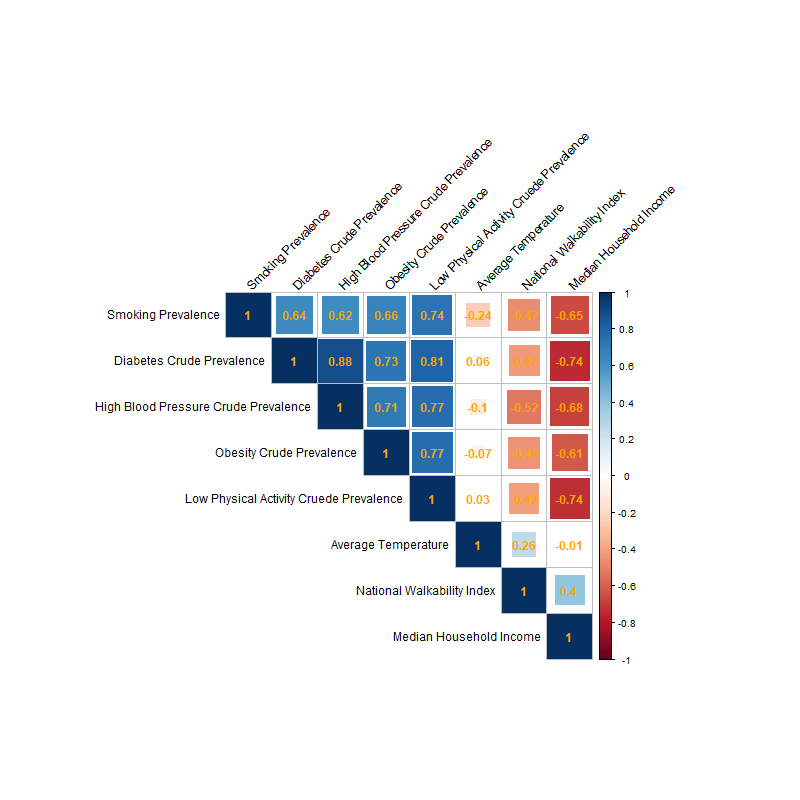 Smoking Prevalence
Diabetes Crude Prevalence
High Blood Pressure Crude Prevalence
Obesity Crude Prevalence
Low Physical Activity Cruede Prevalence
Average Temperature
National Walkability Index
Median Household Income
Smoking Prevalence 1 0.64 0.62 0.66 0.74 -0.24 -0.47 -0.65
Diabetes Crude Prevalence 1 0.88 0.73 0.81 0.06 -0.42 -0.74
High Blood Pressure Crude Prevalence 1 0.71 0.77 -0.1 -0.52 -0.68
Obesity Crude Prevalence 1 0.77 -0.07 -0.61
Low Physical Activity Cruede Prevalence 1 0.03 -0.42 -0.74
Average Temperature 1 0.26 -0.01
National Walkability Index 1 0.4
Median Household Income 1
1
0.8
0.6
0.4
0.2
0
-0.2
-0.4
-0.6
-0.8
-1